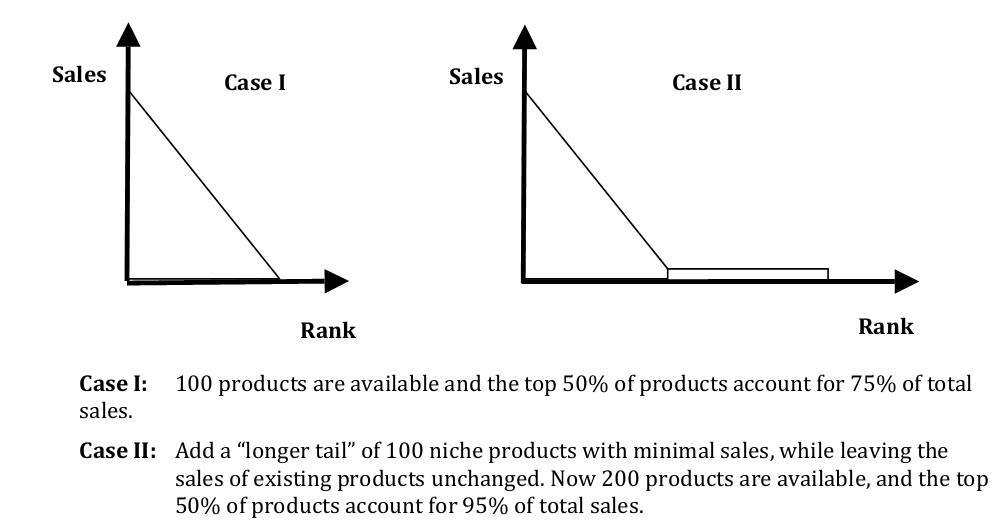 Sales
Case I
Sales
Case II
Rank
Rank
Case I: 100 products are available and the top 50% of products account for 75% of total
sales.
Case II: Add a “longer tail” of 100 niche products with minimal sales, while leaving the
sales of existing products unchanged. Now 200 products are available, and the top
50% of products account for 95% of total sales.